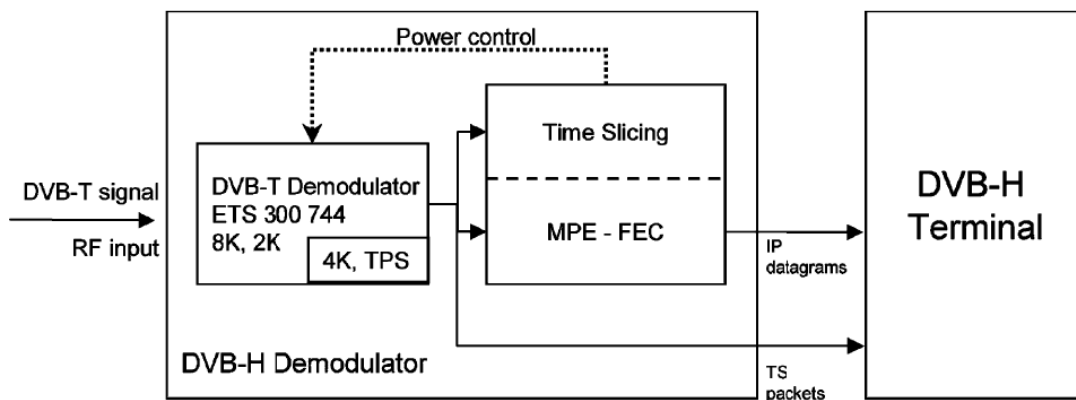 Power control
DVB-T signal
RF input
DVB-T Demodulator
ETS 300 744
8K, 2K
4K, TPS
Time Slicing
MPE - FEC
DVB-H Demodulator
IP
datagrams
TS
packets
DVB-H
Terminal